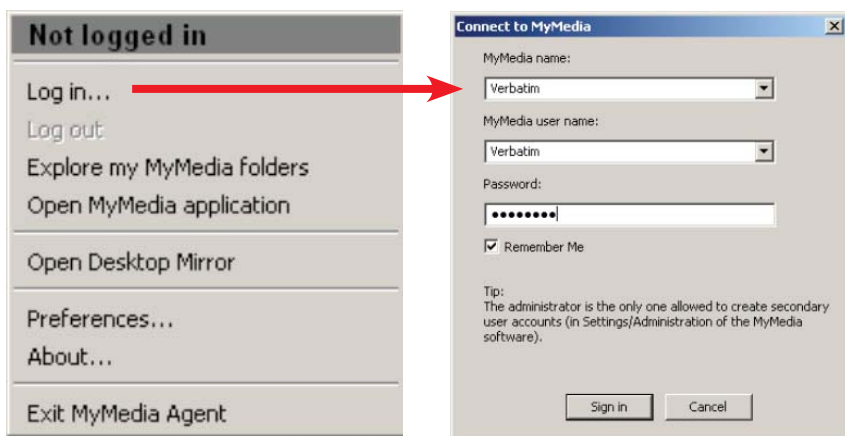 Not logged in
Log in...
Log out
Explore my MyMedia folders
Open MyMedia application
Open Desktop Mirror
Preferences...
About...
Exit MyMedia Agent
Connect to MyMedia
MyMedia name:
Verbatim
MyMedia user name:
Verbatim
Password:
●●●●●●●●
Remember Me
Tip:
The administrator is the only one allowed to create secondary
user accounts (in Settings/Administration of the MyMedia
software).
Sign in Cancel